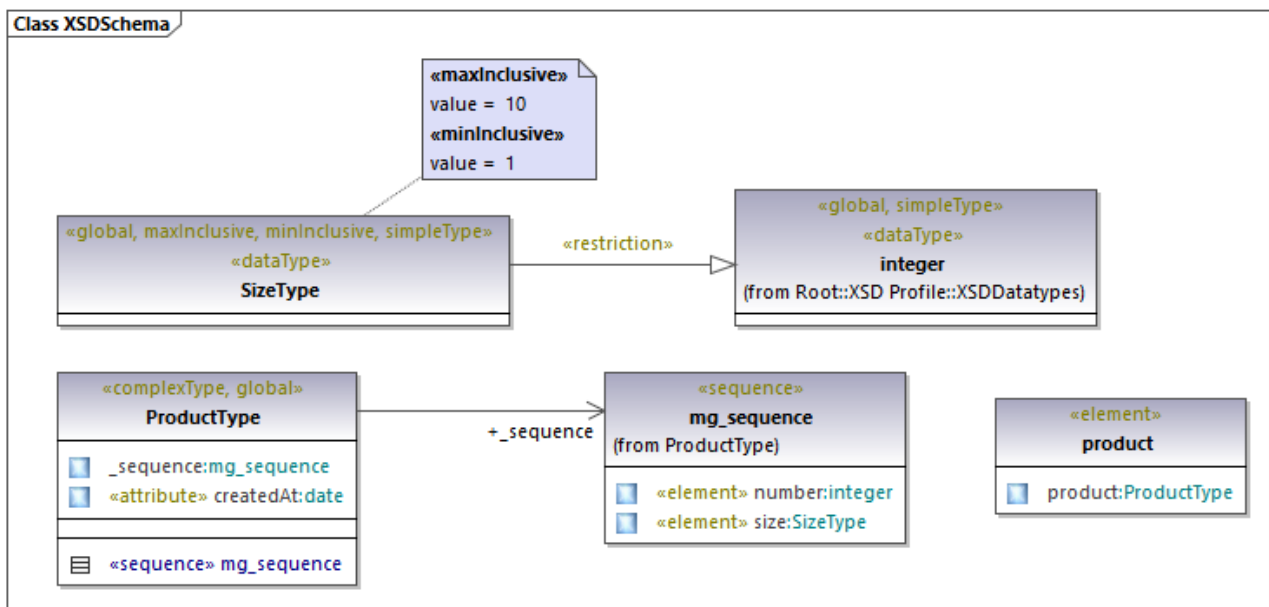 Class XSDSchema
«maxInclusive»
value = 10
«minInclusive»
value = 1
«global, maxInclusive, minInclusive, simpleType»
«dataType»
SizeType
«restriction»
«global, simpleType»
«dataType»
integer
(from Root::XSD Profile::XSDDatatypes)
«complexType, global»
ProductType
_sequence:mg_sequence
«attribute» createdAt:date
«sequence» mg_sequence
+_sequence
«sequence»
mg_sequence
(from ProductType)
«element» number:integer
«element» size:SizeType
«element»
product
product:ProductType